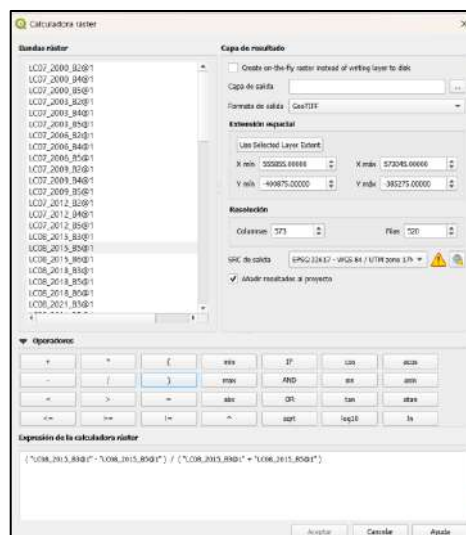 Calculadora ráster
Bandas ráster
LC07_2000_B2@1
LC07_2000_B4@1
LC07_2000_B5@1
LC07_2003_B2@1
LC07_2003_B4@1
LC07_2003_B5@1
LC07_2006_B2@1
LC07_2006_B4@1
LC07_2006_B5@1
LC07_2009_B2@1
LC07_2009_B4@1
LC07_2009_B5@1
LC07_2012_B2@1
LC07_2012_B4@1
LC07_2012_B5@1
LC08_2015_B3@1
LC08_2015_B5@1
LC08_2015_B6@1
LC08_2018_B3@1
LC08_2018_B5@1
LC08_2018_B6@1
LC08_2021_B3@1
Capa de resultado
Create on-the-fly raster instead of writing layer to disk
Capa de salida ...
Formato de salida GeoTIFF
Extensión espacial
Use Selected Layer Extent
X mín 555855.00000 X máx 573045.00000
Y mín -400875.00000 Y máx -385275.00000
Resolución
Columnas 573 Filas 520
SRC de salida EPSG:32617 - WGS 84 / UTM zone 17N
Añadir resultados al proyecto
Operadores
+ * ( min IF cos acos
- / ) max AND sin asin
< > = abs OR tan atan
<= >= != ^ sqrt log10 ln
Expresión de la calculadora ráster
( "LC08_2015_B3@1" - "LC08_2015_B5@1" ) / ( "LC08_2015_B3@1" + "LC08_2015_B5@1" )
Aceptar Cancelar Ayuda